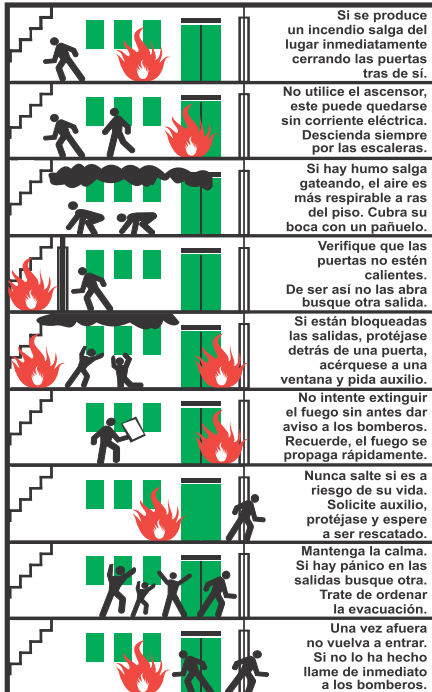 Si se produce
un incendio salga del
lugar inmediatamente
cerrando las puertas
tras de sí.
No utilice el ascensor,
este puede quedarse
sin corriente eléctrica.
Descienda siempre
por las escaleras.
Si hay humo salga
gateando, el aire es
más respirable a ras
del piso. Cubra su
boca con un pañuelo.
Verifique que las
puertas no estén
calientes.
De ser así no las abra
busque otra salida.
Si están bloqueadas
las salidas, protéjase
detrás de una puerta,
acérquese a una
ventana y pida auxilio.
No intente extinguir
el fuego sin antes dar
aviso a los bomberos.
Recuerde, el fuego se
propaga rápidamente.
Nunca salte si es a
riesgo de su vida.
Solicite auxilio,
protéjase y espere
a ser rescatado.
Mantenga la calma.
Si hay pánico en las
salidas busque otra.
Trate de ordenar
la evacuación.
Una vez afuera
no vuelva a entrar.
Si no lo ha hecho
llame de inmediato
a los bomberos.